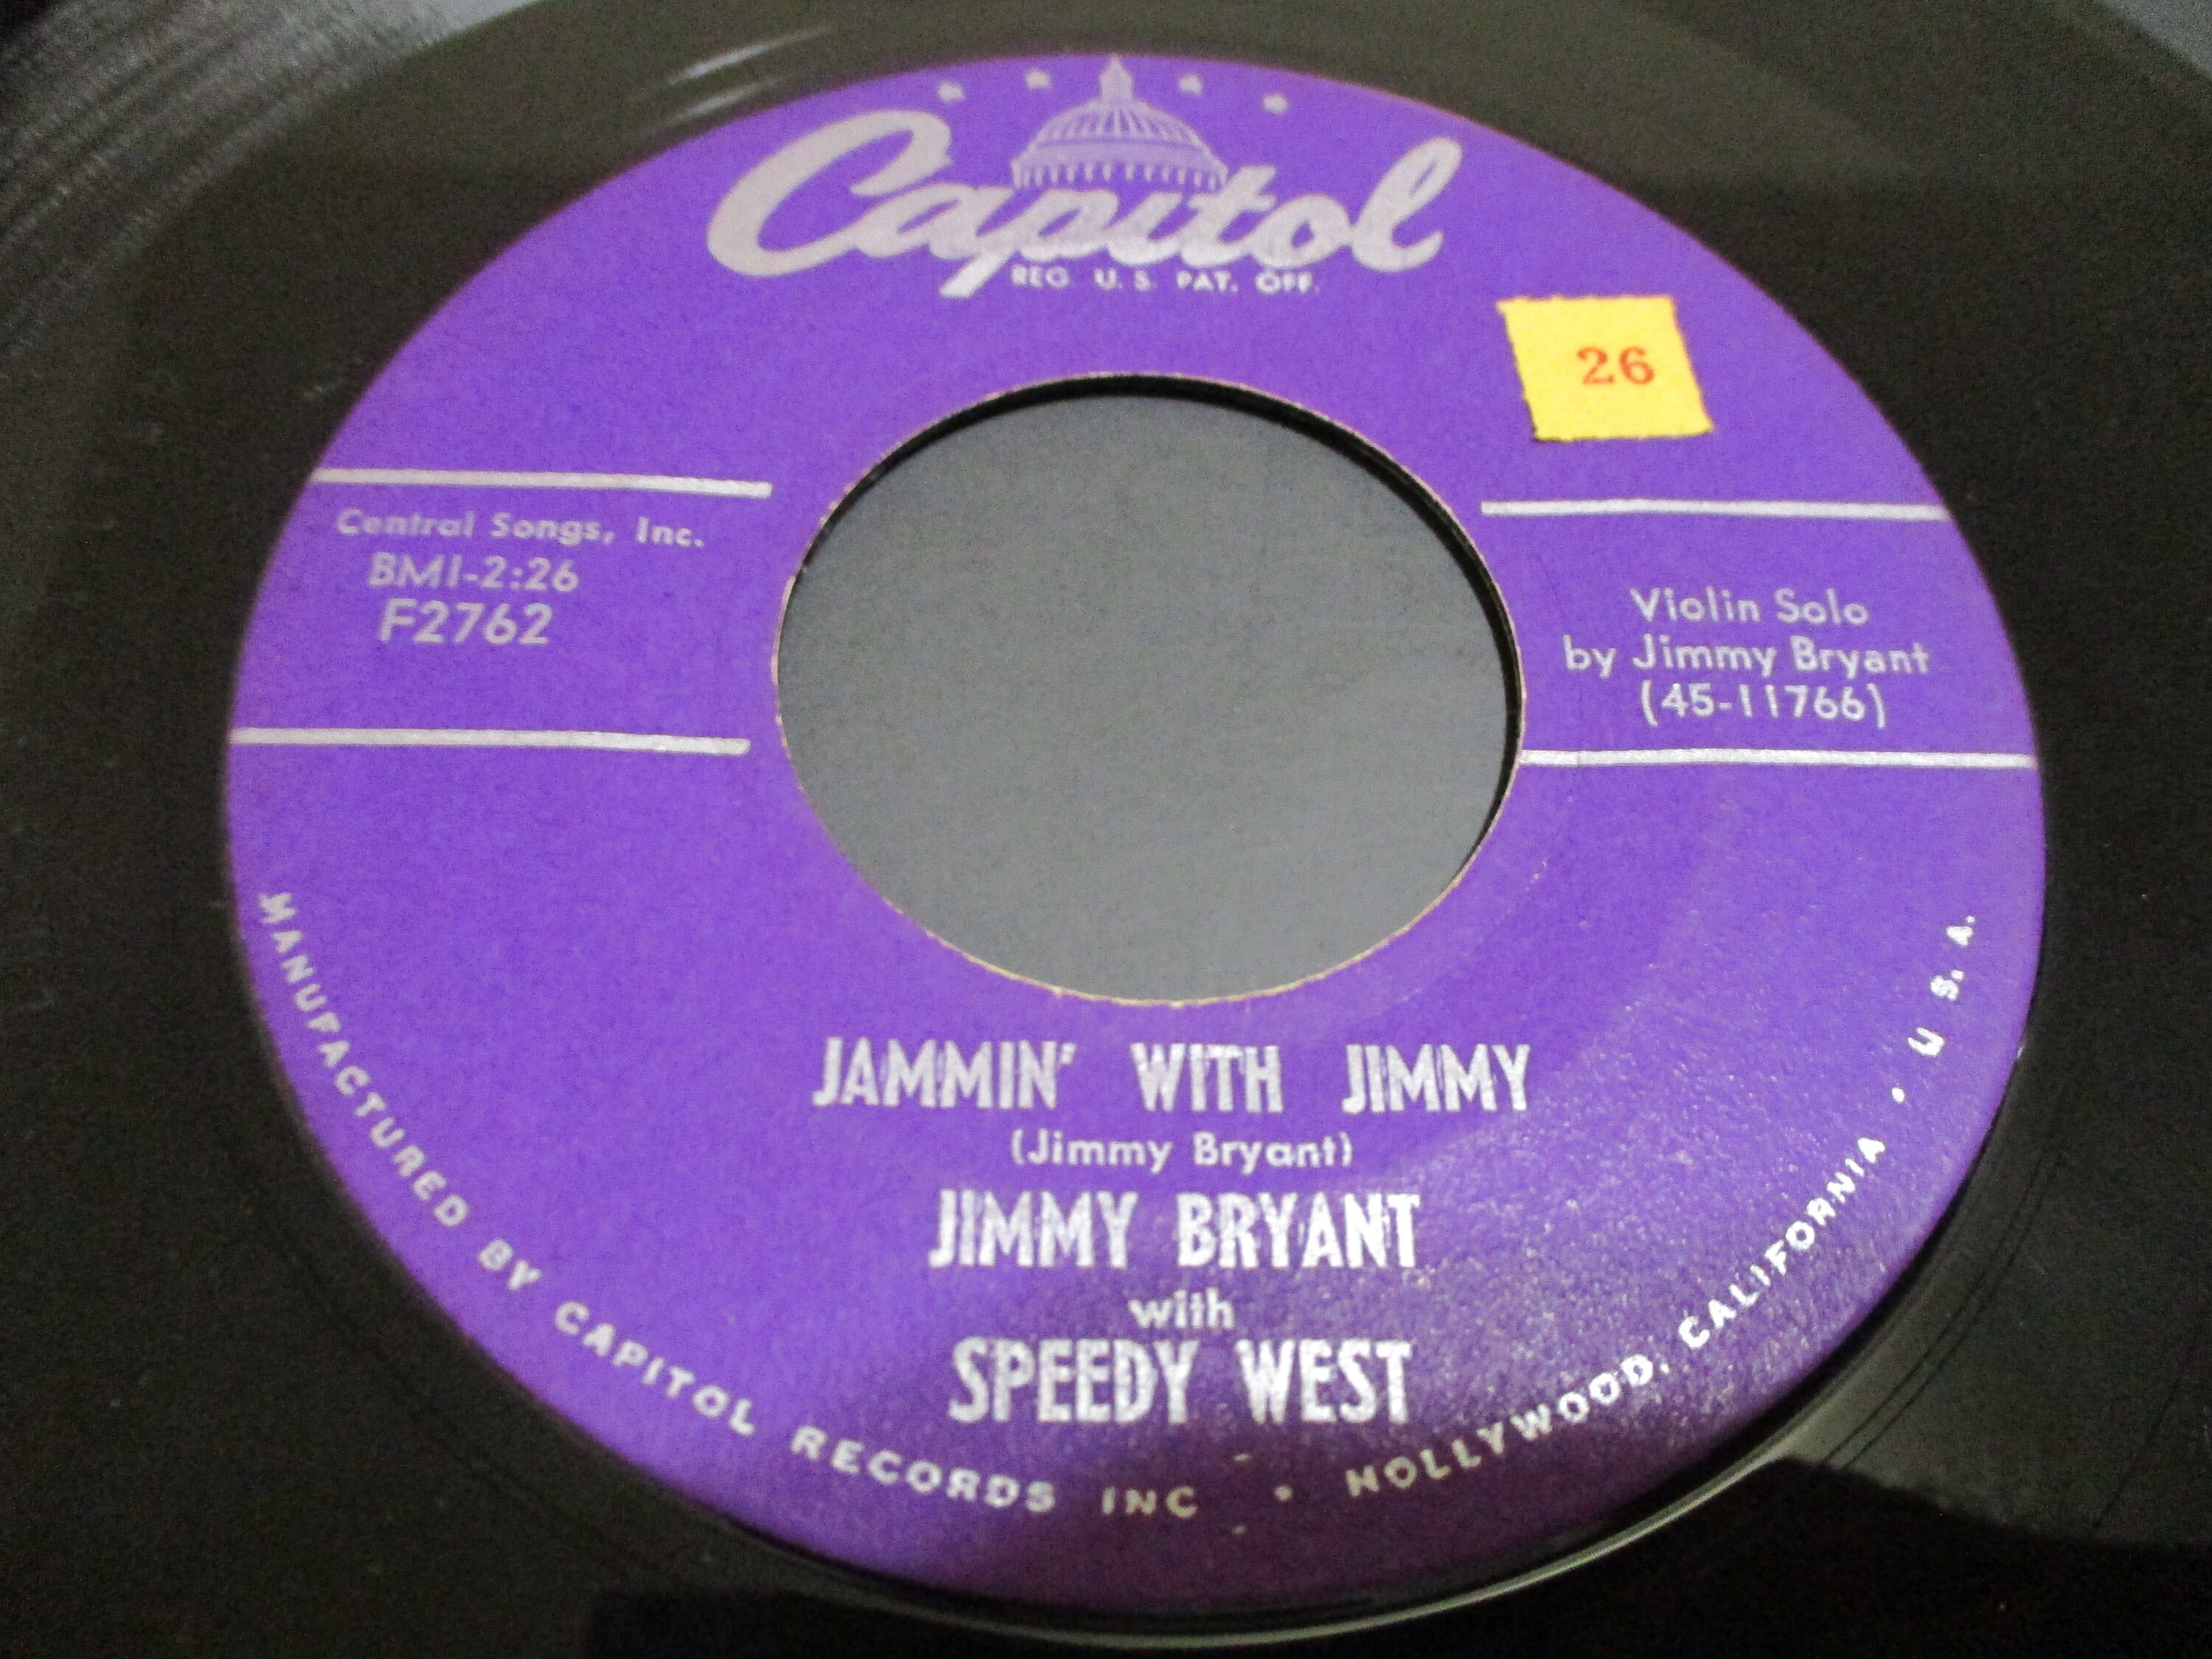 Capitol
REG. U.S. PAT. OFF.
26
Central Songs, Inc.
BMI-2:26
F2762
Violin Solo
by Jimmy Bryant
(45-11766)
JAMMIN' WITH JIMMY
(Jimmy Bryant)
JIMMY BRYANT
with
SPEEDY WEST
MANUFACTURED BY CAPITOL RECORDS INC • HOLLYWOOD, CALIFORNIA • U.S.A.